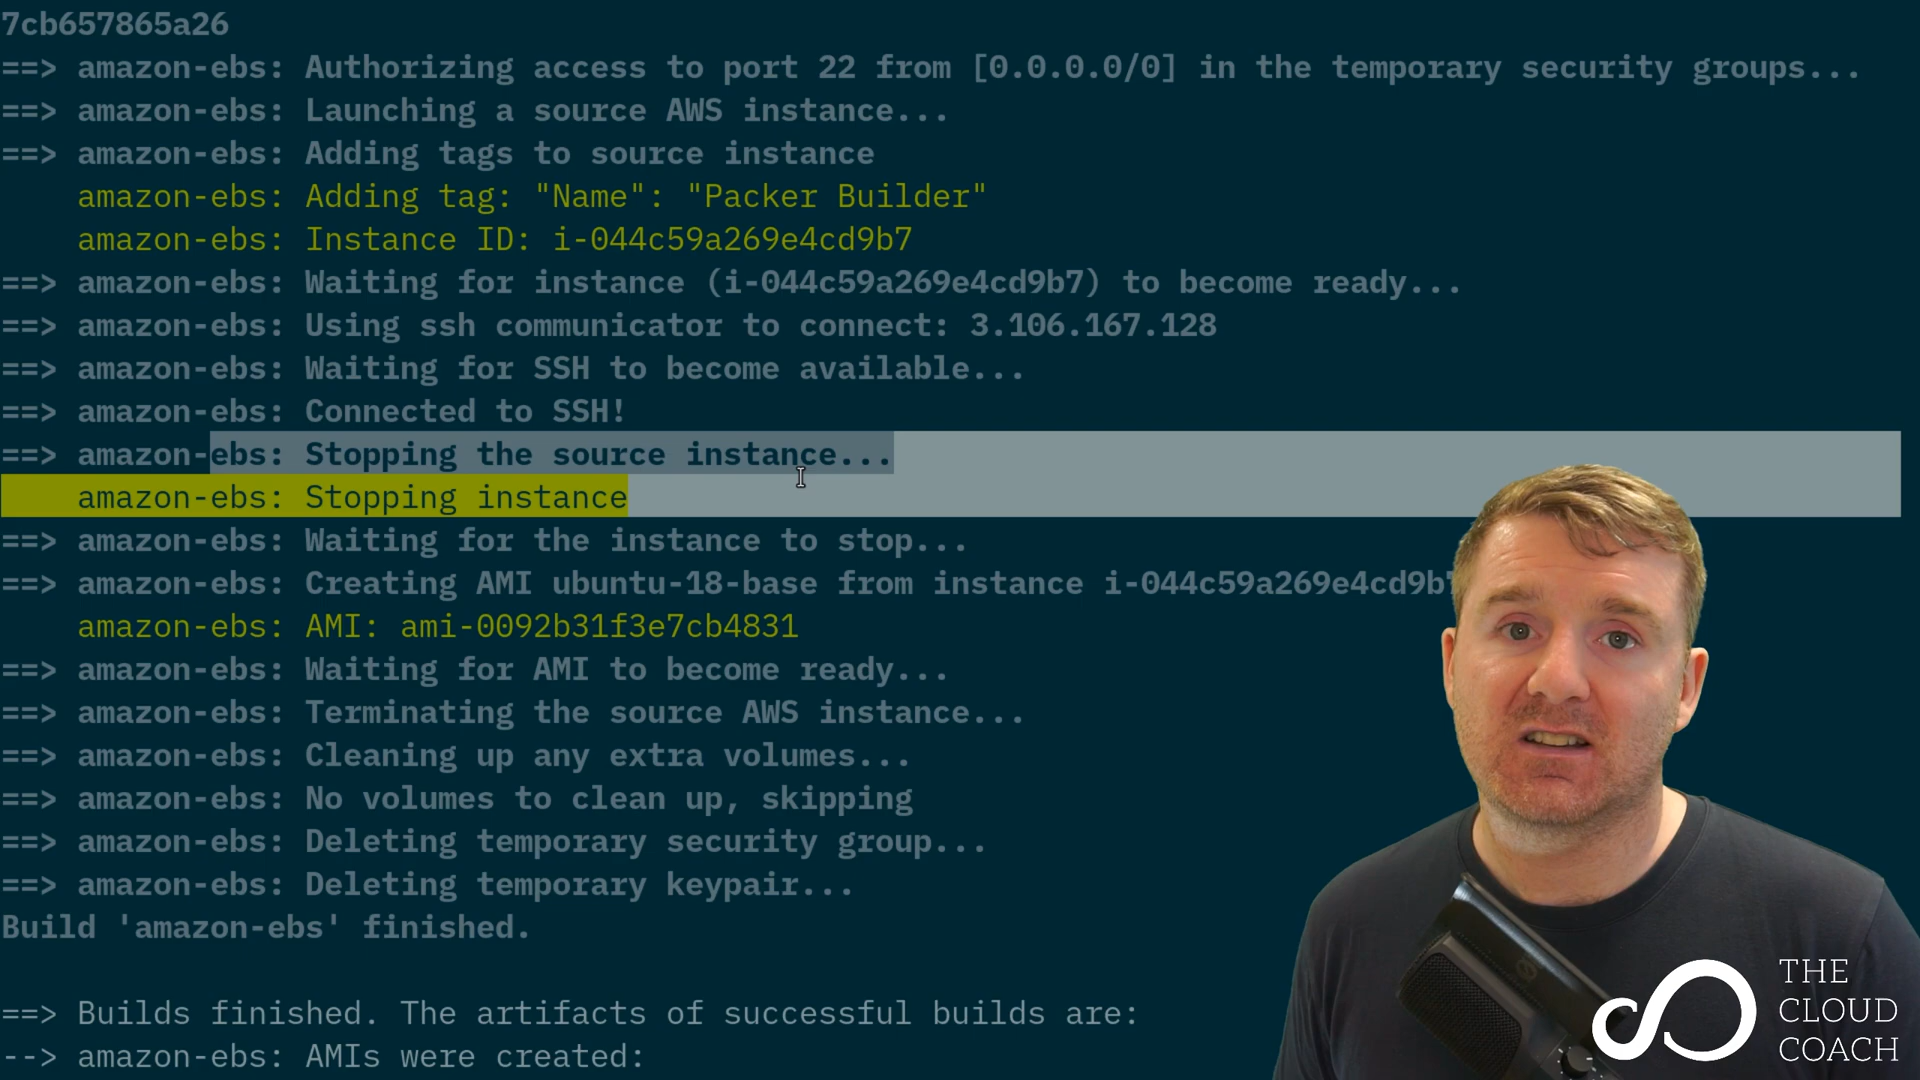 7cb657865a26
==> amazon-ebs: Authorizing access to port 22 from [0.0.0.0/0] in the temporary security groups...
==> amazon-ebs: Launching a source AWS instance...
==> amazon-ebs: Adding tags to source instance
    amazon-ebs: Adding tag: "Name": "Packer Builder"
    amazon-ebs: Instance ID: i-044c59a269e4cd9b7
==> amazon-ebs: Waiting for instance (i-044c59a269e4cd9b7) to become ready...
==> amazon-ebs: Using ssh communicator to connect: 3.106.167.128
==> amazon-ebs: Waiting for SSH to become available...
==> amazon-ebs: Connected to SSH!
==> amazon-ebs: Stopping the source instance...
    amazon-ebs: Stopping instance
==> amazon-ebs: Waiting for the instance to stop...
==> amazon-ebs: Creating AMI ubuntu-18-base from instance i-044c59a269e4cd9b7
    amazon-ebs: AMI: ami-0092b31f3e7cb4831
==> amazon-ebs: Waiting for AMI to become ready...
==> amazon-ebs: Terminating the source AWS instance...
==> amazon-ebs: Cleaning up any extra volumes...
==> amazon-ebs: No volumes to clean up, skipping
==> amazon-ebs: Deleting temporary security group...
==> amazon-ebs: Deleting temporary keypair...
Build 'amazon-ebs' finished.
==> Builds finished. The artifacts of successful builds are:
--> amazon-ebs: AMIs were created:
THE
CLOUD
COACH